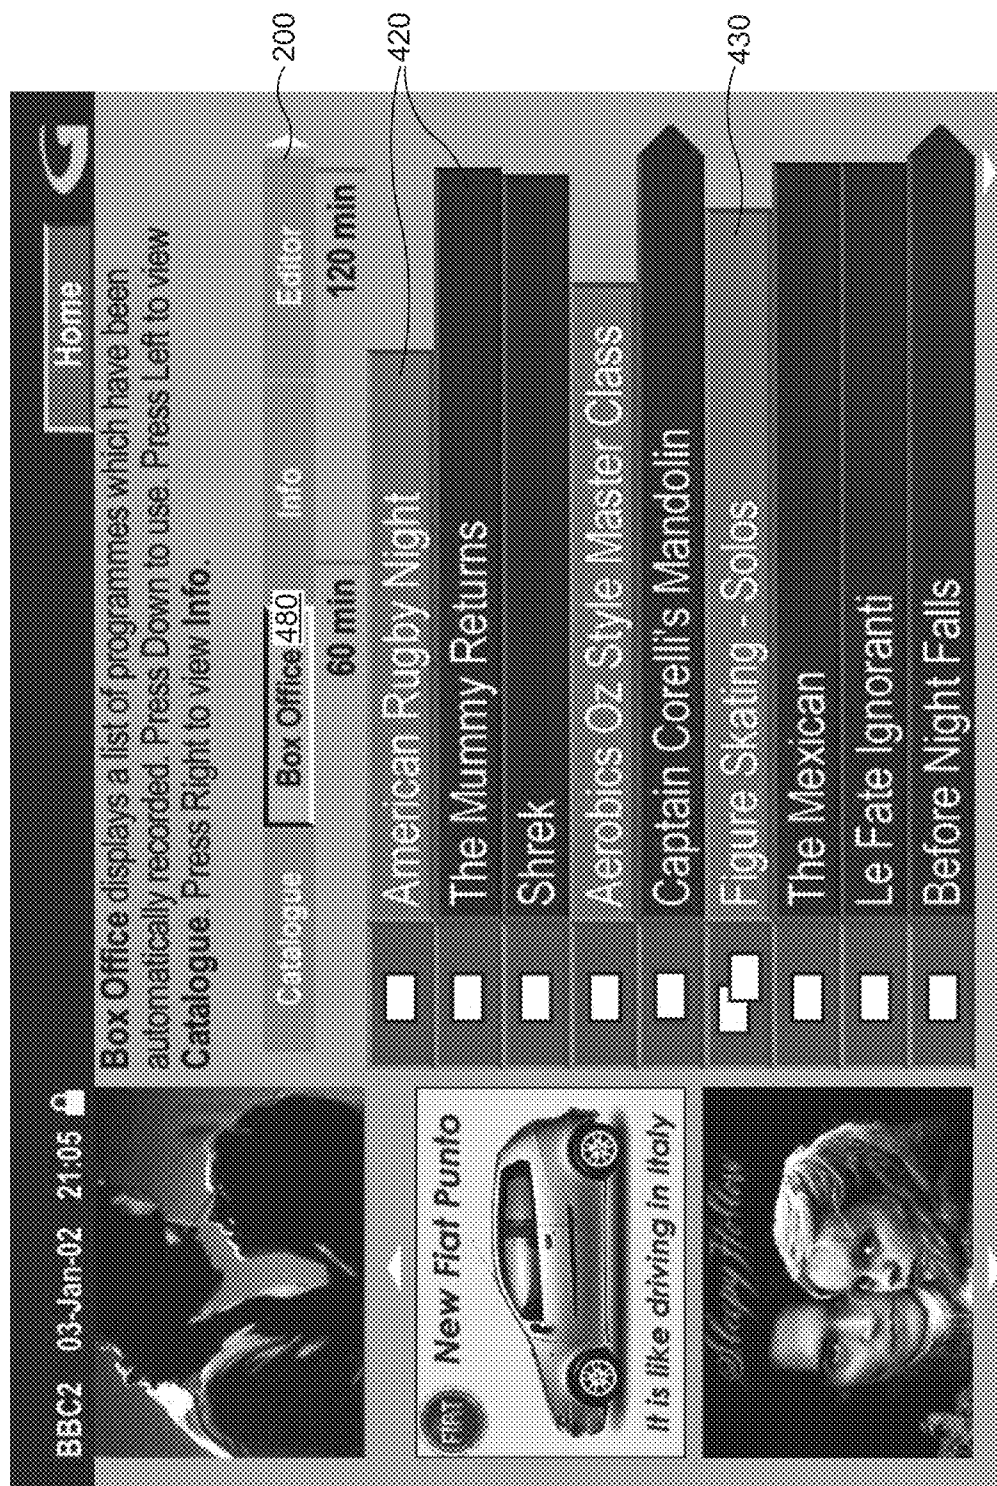 BBC2 03-Jan-02 21:05
Home
Box Office displays a list of programmes which have been
automatically recorded. Press Down to use. Press Left to view
Catalogue Press Right to view Info
Catalogue Box Office 480 Info Editor
60 min 120 min
American Rugby Night
The Mummy Returns
Shrek
Aerobics Oz Style Master Class
Captain Corelli's Mandolin
Figure Skating - Solos
The Mexican
Le Fate Ignoranti
Before Night Falls
FIAT New Fiat Punto
It is like driving in Italy
200
420
430